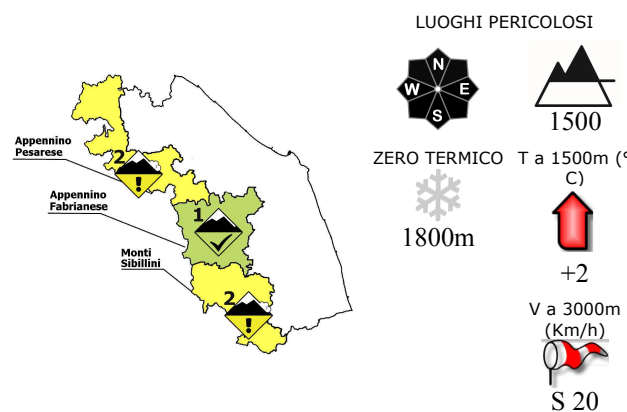 LUOGHI PERICOLOSI
N
W E
S
1500
ZERO TERMICO
1800m
T a 1500m (°
C)
+2
V a 3000m
(Km/h)
S 20
Appennino
Pesarese
2
!
Appennino
Fabrianese
1
Monti
Sibillini
2
!